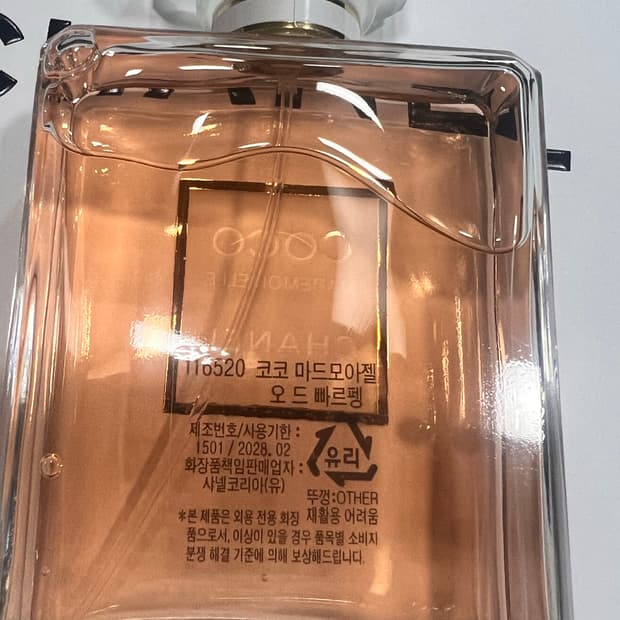 COCO
MADEMOISELLE
CHANEL
116520 코코 마드모아젤
오 드 빠르펭
제조번호/사용기한 :
1501 / 2028. 02
화장품책임판매업자 :
사넬코리아(유)
유리
뚜껑:OTHER
재활용 어려움
*본 제품은 외용 전용 화장
품으로서, 이상이 있을 경우 품목별 소비자
분쟁 해결 기준에 의해 보상해드립니다.